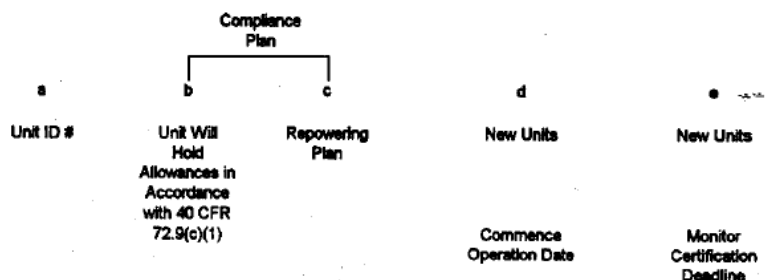 Compliance
Plan
a b c d e
Unit ID # Unit Will Repowering New Units New Units
Hold Plan
Allowances in
Accordance
with 40 CFR
72.9(c)(1)
Commence Monitor
Operation Date Certification
Deadline